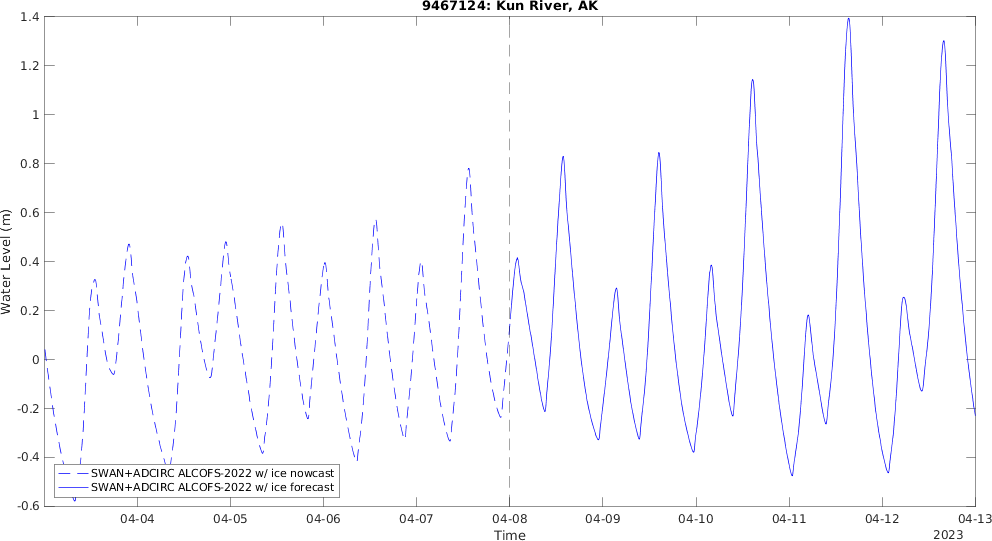 9467124: Kun River, AK
1.4
1.2
1
0.8
0.6
0.4
0.2
0
-0.2
-0.4
-0.6
Water Level (m)
SWAN+ADCIRC ALCOFS-2022 w/ ice nowcast
SWAN+ADCIRC ALCOFS-2022 w/ ice forecast
04-04 04-05 04-06 04-07 04-08 04-09 04-10 04-11 04-12 04-13
Time
2023